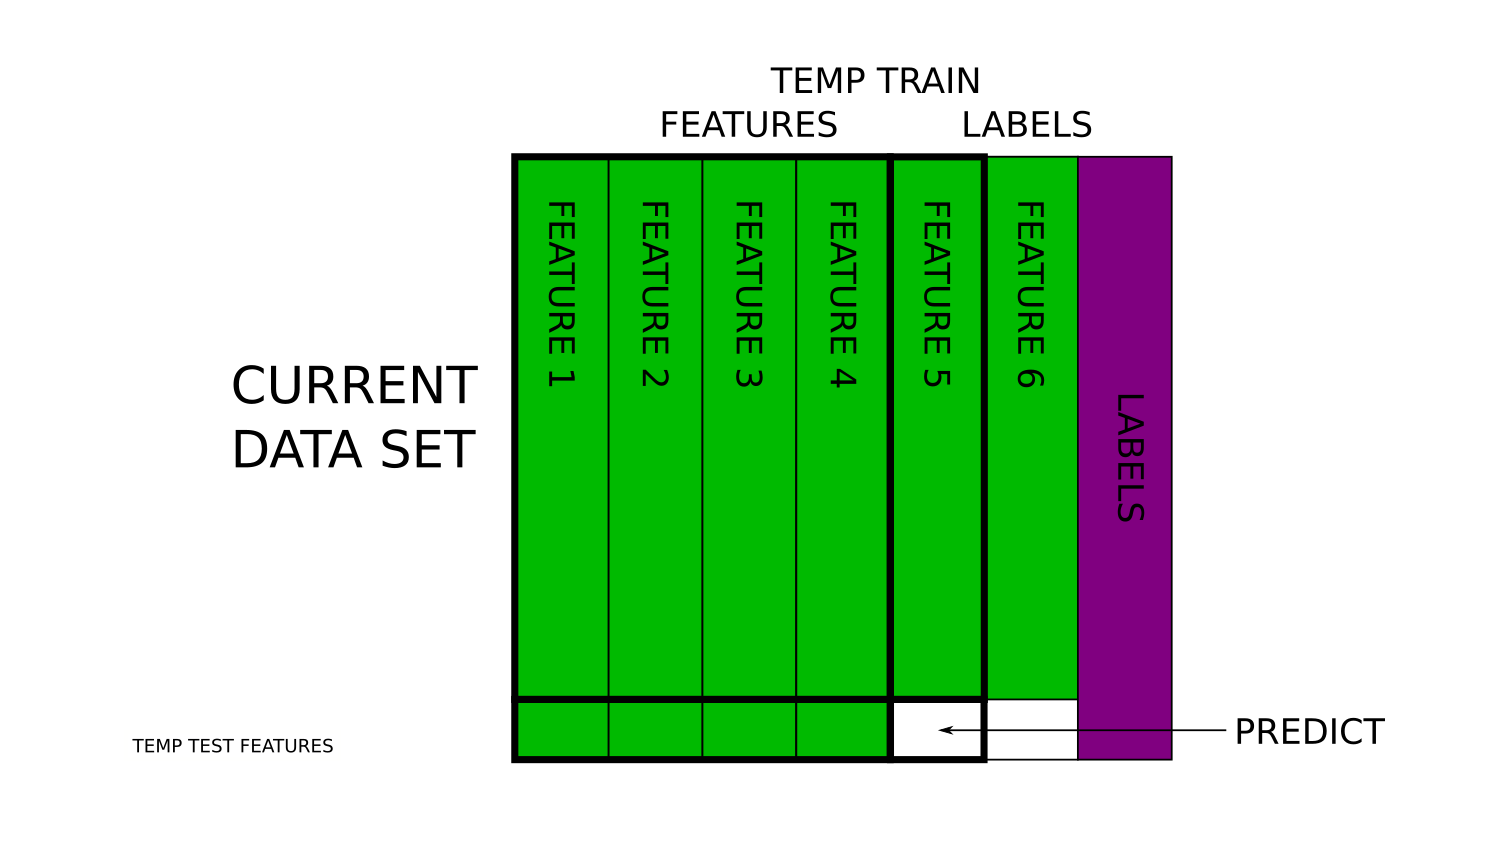 TEMP TRAIN
FEATURES LABELS
FEATURE 1
FEATURE 2
FEATURE 3
FEATURE 4
FEATURE 5
FEATURE 6
LABELS
CURRENT
DATA SET
PREDICT
TEMP TEST FEATURES